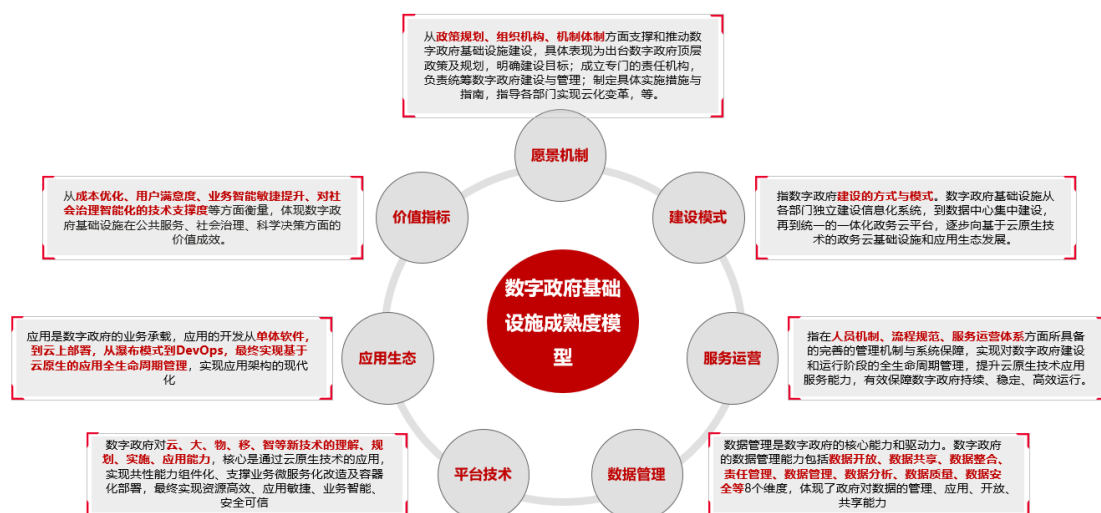 从政策规划、组织机构、机制体制方面支撑和推动数
字政府基础设施建设，具体表现为出台数字政府顶层
政策及规划，明确建设目标；成立专门的责任机构，
负责统筹数字政府建设与管理；制定具体实施措施与
指南，指导各部门实现云化变革，等。
愿景机制
从成本优化、用户满意度、业务智能敏捷提升、对社
会治理智能化的技术支撑度等方面衡量，体现数字政
府基础设施在公共服务、社会治理、科学决策方面的
价值成效。
价值指标
建设模式
指数字政府建设的方式与模式。数字政府基础设施从
各部门独立建设信息化系统，到数据中心集中建设，
再到统一的一体化政务云平台，逐步向基于云原生技
术的政务云基础设施和应用生态发展。
数字政府基础
设施成熟度模
型
应用是数字政府的业务承载，应用的开发从单体软件，
到云上部署，从瀑布模式到DevOps，最终实现基于
云原生的应用全生命周期管理，实现应用架构的现代
化
应用生态
服务运营
指在人员机制、流程规范、服务运营体系方面所具备
的完善的管理机制与系统保障，实现对数字政府建设
和运行阶段的全生命周期管理，提升云原生技术应用
服务能力，有效保障数字政府持续、稳定、高效运行。
数字政府对云、大、物、移、智等新技术的理解、规
划、实施、应用能力，核心是通过云原生技术的应用，
实现共性能力组件化、支撑业务微服务化改造及容器
化部署，最终实现资源高效、应用敏捷、业务智能、
安全可信
平台技术
数据管理
数据管理是数字政府的核心能力和驱动力。数字政府
的数据管理能力包括数据开放、数据共享、数据整合、
责任管理、数据管理、数据分析、数据质量、数据安
全等8个维度，体现了政府对数据的管理、应用、开放、
共享能力